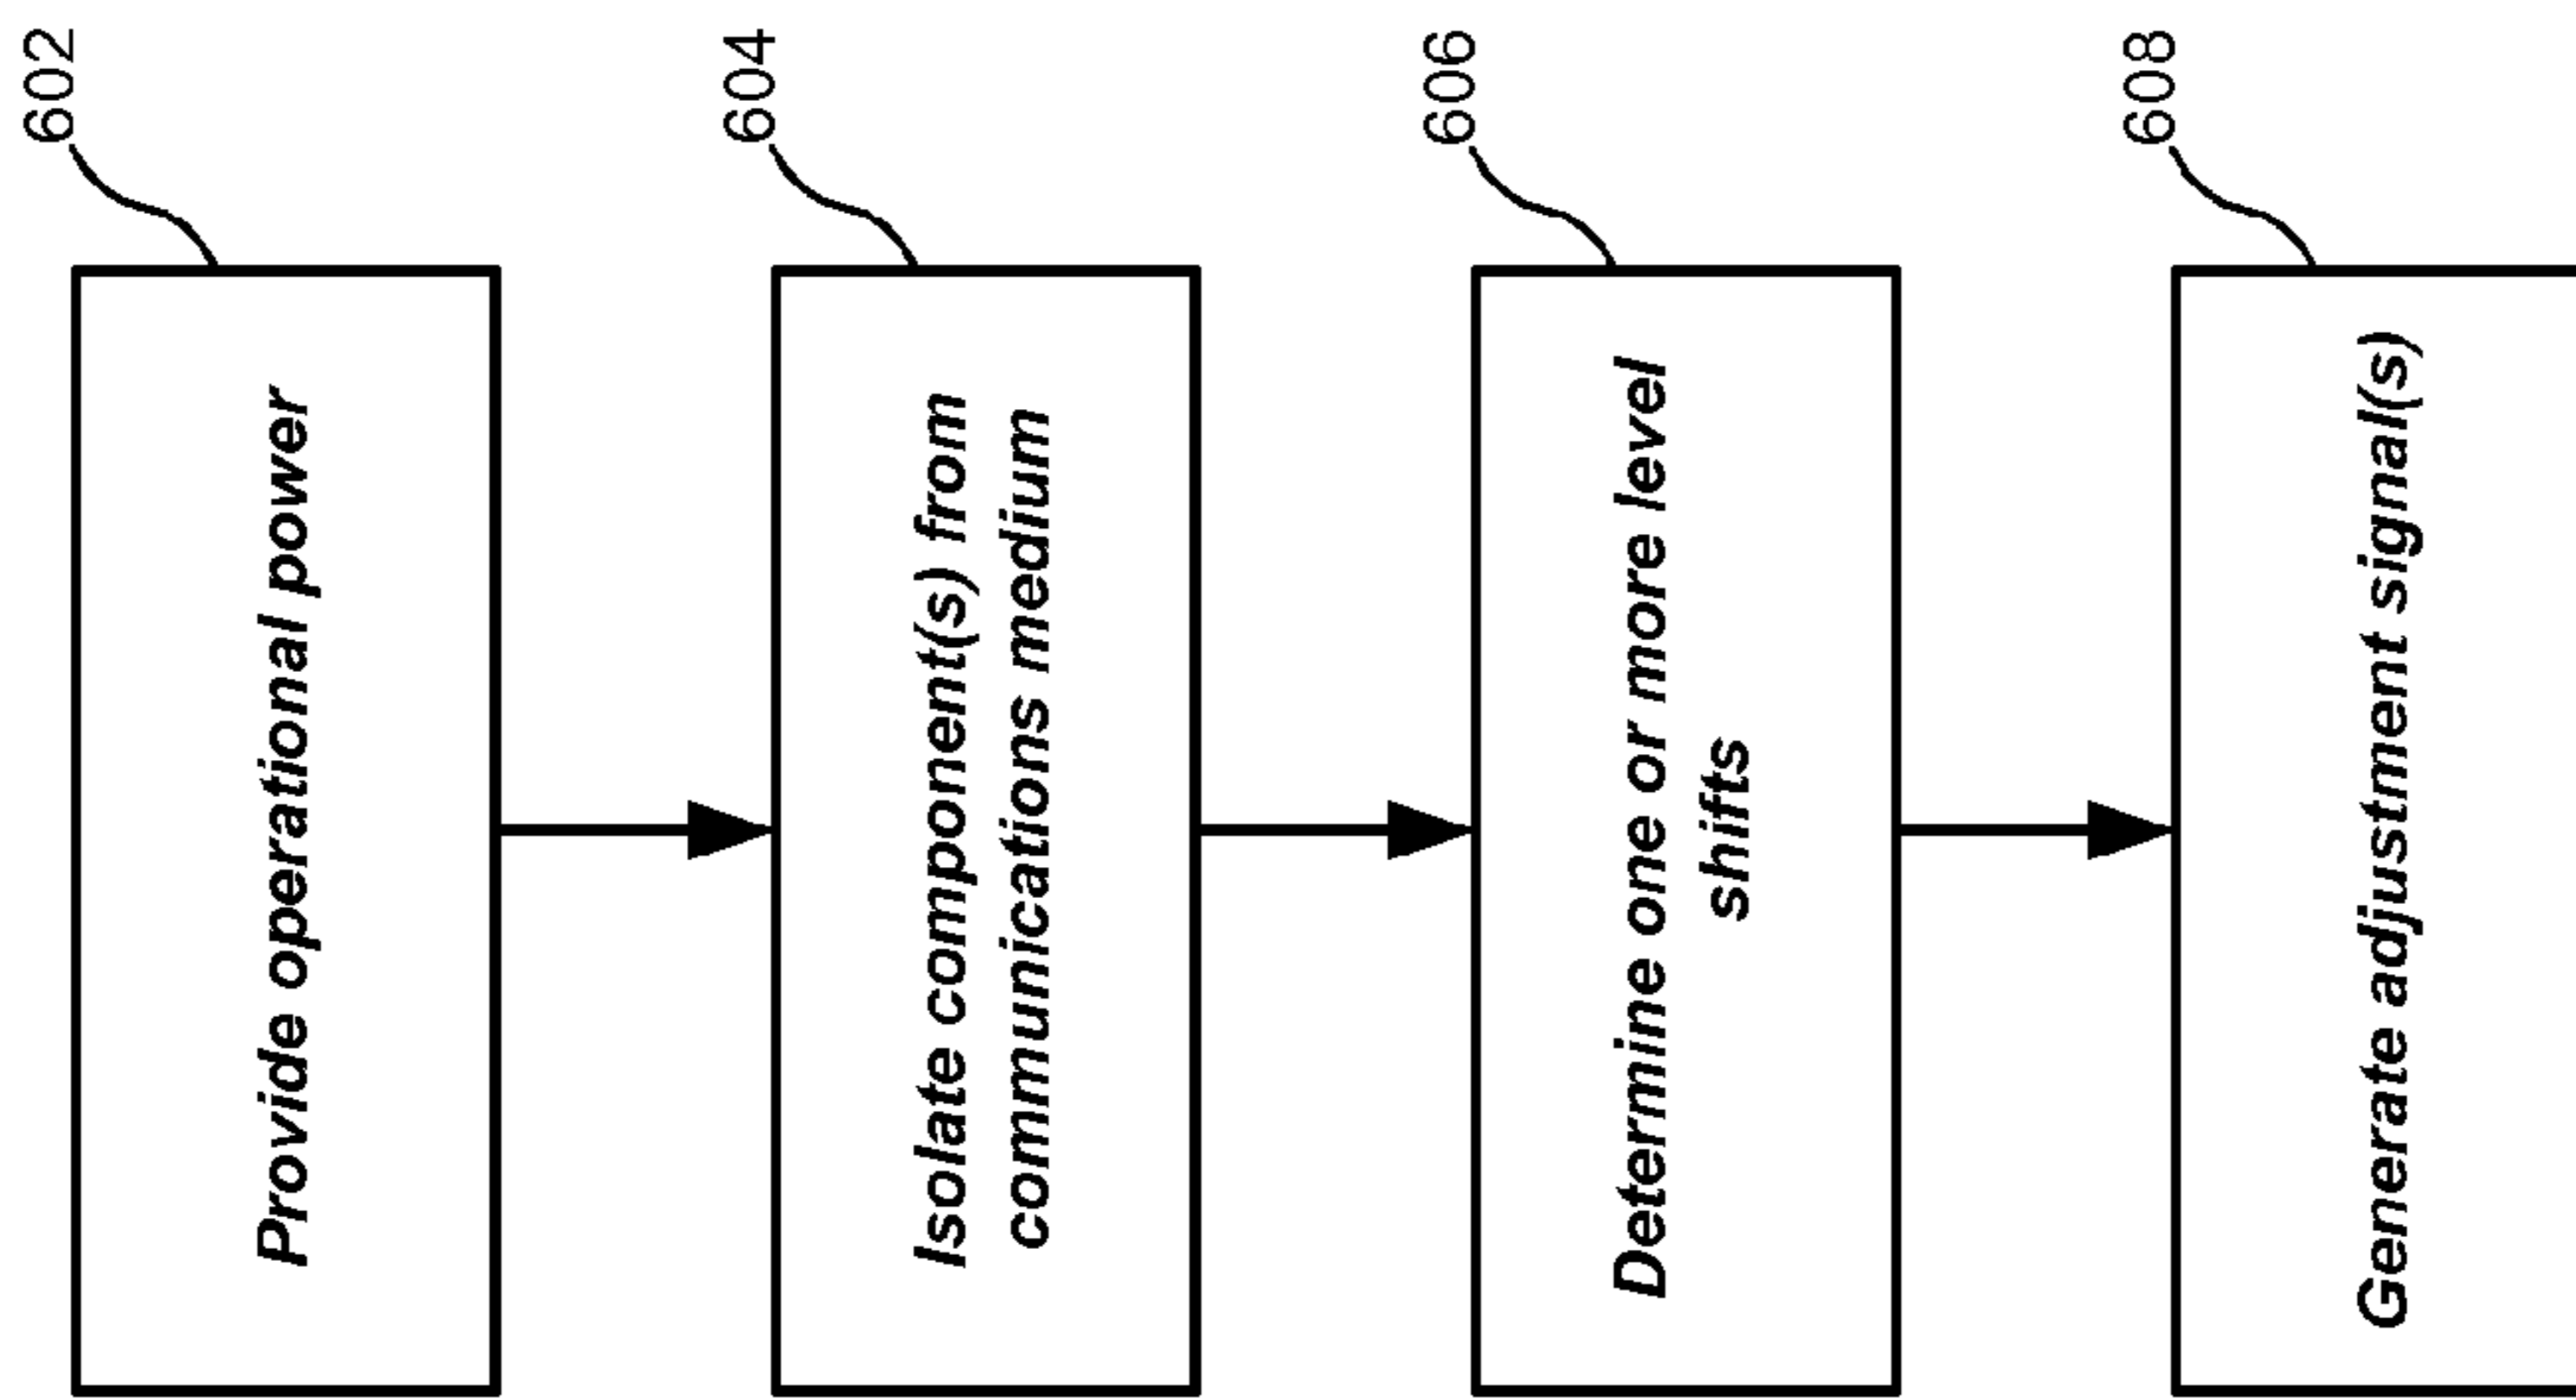 602
Provide operational power
604
Isolate component(s) from
communications medium
606
Determine one or more level
shifts
608
Generate adjustment signal(s)